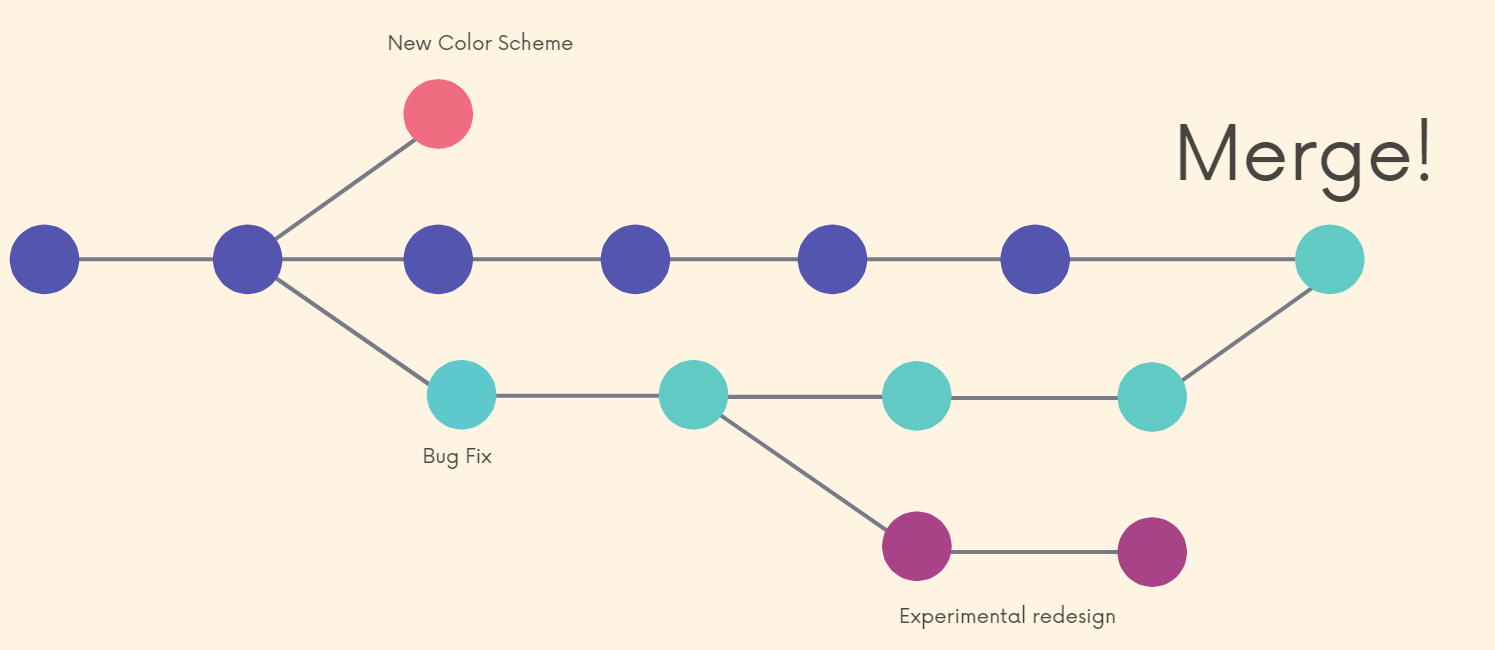 New Color Scheme
Merge!
Bug Fix
Experimental redesign